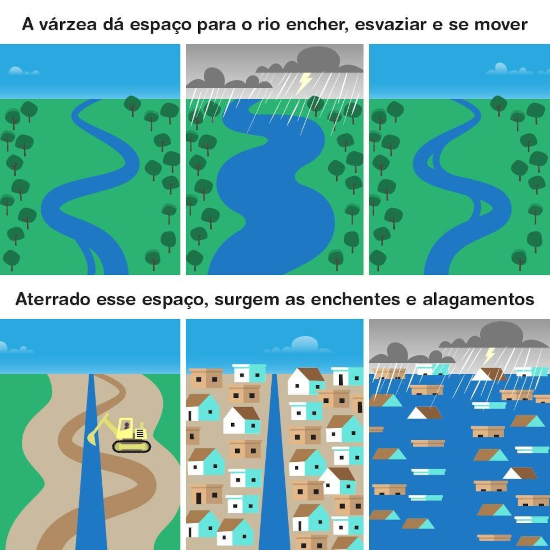 A várzea dá espaço para o rio encher, esvaziar e se mover
Aterrado esse espaço, surgem as enchentes e alagamentos